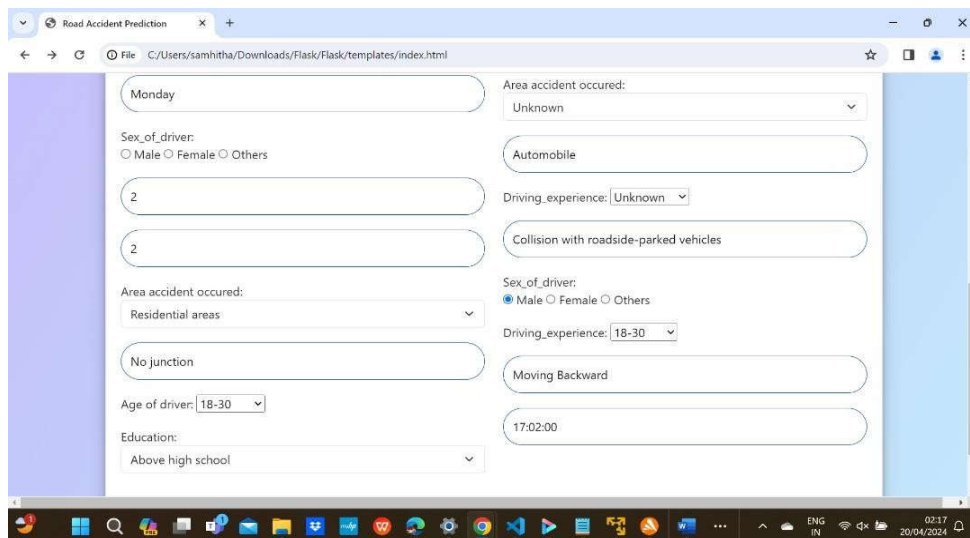 Road Accident Prediction
File C:/Users/samhitha/Downloads/Flask/Flask/templates/index.html
Monday
Sex_of_driver:
Male Female Others
2
2
Area accident occured:
Residential areas
No junction
Age of driver: 18-30
Education:
Above high school
Area accident occured:
Unknown
Automobile
Driving_experience: Unknown
Collision with roadside-parked vehicles
Sex_of_driver:
Male Female Others
Driving_experience: 18-30
Moving Backward
17:02:00
ENG
IN
02:17
20/04/2024